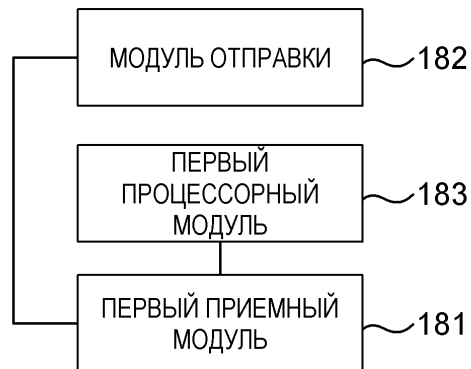 МОДУЛЬ ОТПРАВКИ
182
ПЕРВЫЙ
ПРОЦЕССОРНЫЙ
МОДУЛЬ
183
ПЕРВЫЙ ПРИЕМНЫЙ
МОДУЛЬ
181